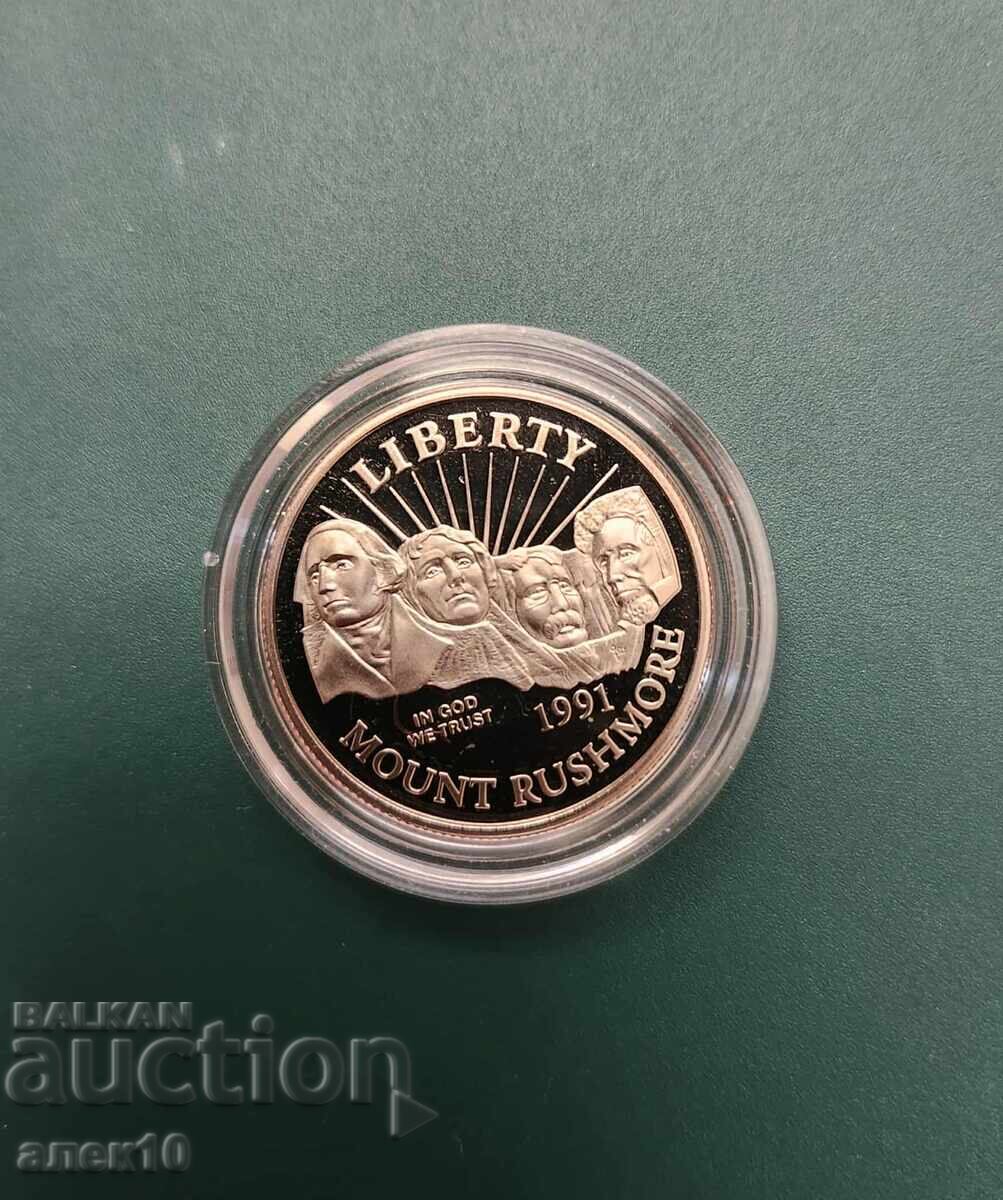 LIBERTY
IN GOD
WE TRUST
1991
MOUNT RUSHMORE
BALKAN
auction
алек10